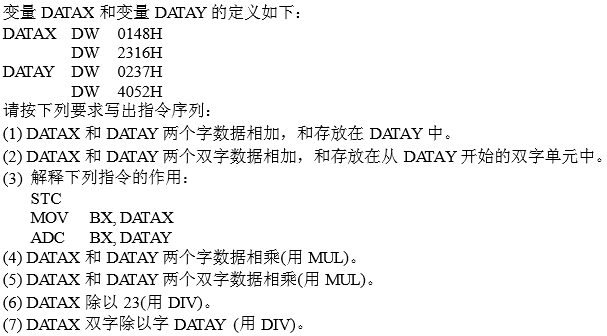 变量 DATAX 和变量 DATAY 的定义如下:
DATAX DW 0148H
DW 2316H
DATAY DW 0237H
DW 4052H
请按下列要求写出指令序列:
(1) DATAX 和 DATAY 两个字数据相加，和存放在 DATAY 中。
(2) DATAX 和 DATAY 两个双字数据相加，和存放在从 DATAY 开始的双字单元中。
(3) 解释下列指令的作用:
STC
MOV BX, DATAX
ADC BX, DATAY
(4) DATAX 和 DATAY 两个字数据相乘(用 MUL)。
(5) DATAX 和 DATAY 两个双字数据相乘(用 MUL)。
(6) DATAX 除以 23(用 DIV)。
(7) DATAX 双字除以字 DATAY (用 DIV)。